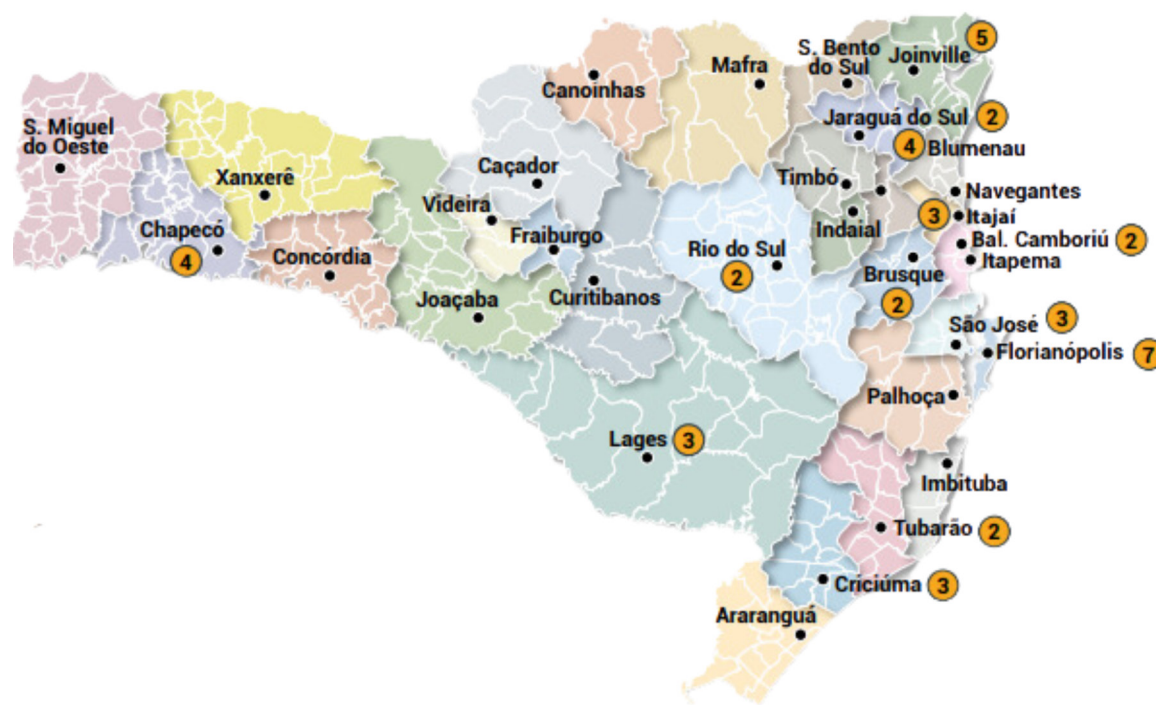 5
S. Bento
do Sul
Joinville
Mafra
Canoinhas
Jaraguá do Sul 2
S. Miguel
do Oeste
4 Blumenau
Caçador
Xanxerê
Timbó
Navegantes
Videira
3 Itajaí
Chapecó
4
Fraiburgo
Indaial
Bal. Camboriú 2
Concórdia
Rio do Sul
2
Itapema
Brusque
2
Joaçaba
Curitibanos
São José 3
Florianópolis 7
Palhoça
Lages 3
Imbituba
Tubarão 2
Criciúma 3
Araranguá